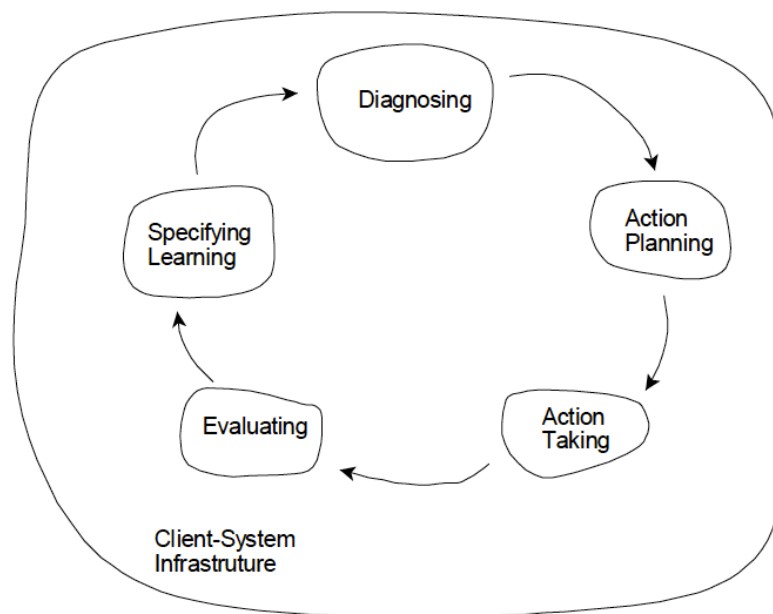 Diagnosing
Action
Planning
Action
Taking
Evaluating
Specifying
Learning
Client-System
Infrastruture